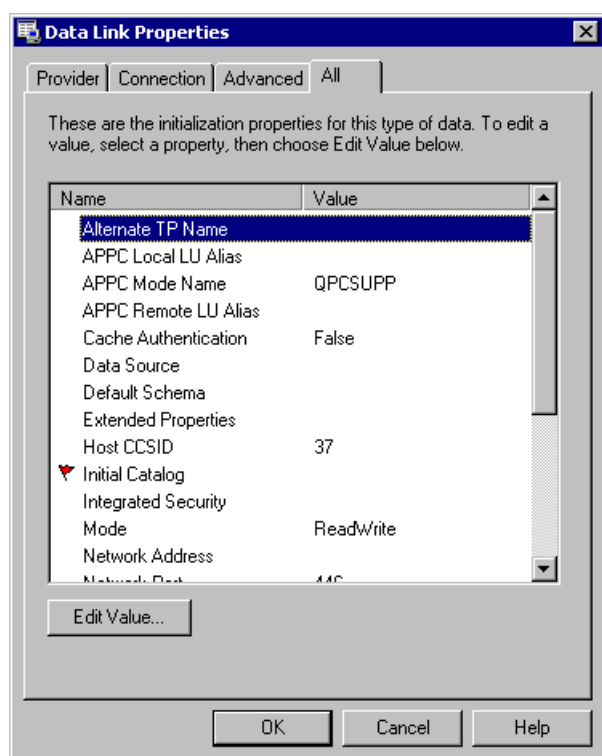 Data Link Properties
Provider Connection Advanced All
These are the initialization properties for this type of data. To edit a
value, select a property, then choose Edit Value below.
Name Value
Alternate TP Name
APPC Local LU Alias
APPC Mode Name QPCSUPP
APPC Remote LU Alias
Cache Authentication False
Data Source
Default Schema
Extended Properties
Host CCSID 37
Initial Catalog
Integrated Security
Mode ReadWrite
Network Address
Network Port 446
Edit Value...
OK Cancel Help